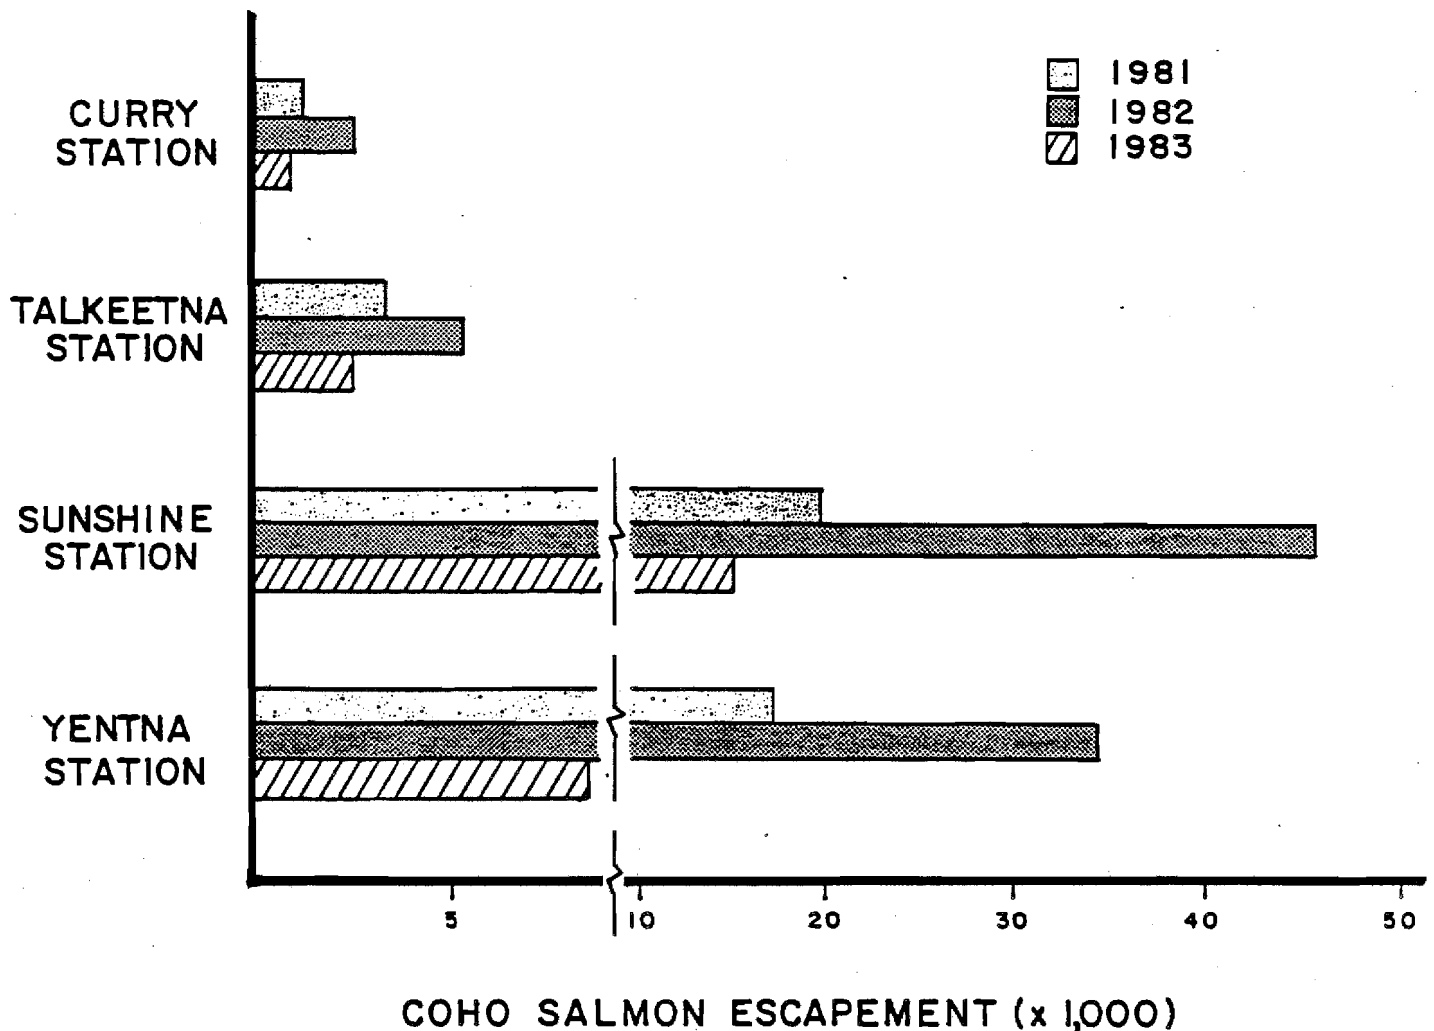 1981
1982
1983
CURRY
STATION
TALKEETNA
STATION
SUNSHINE
STATION
YENTNA
STATION
5 10 20 30 40 50
COHO SALMON ESCAPEMENT (x 1,000)